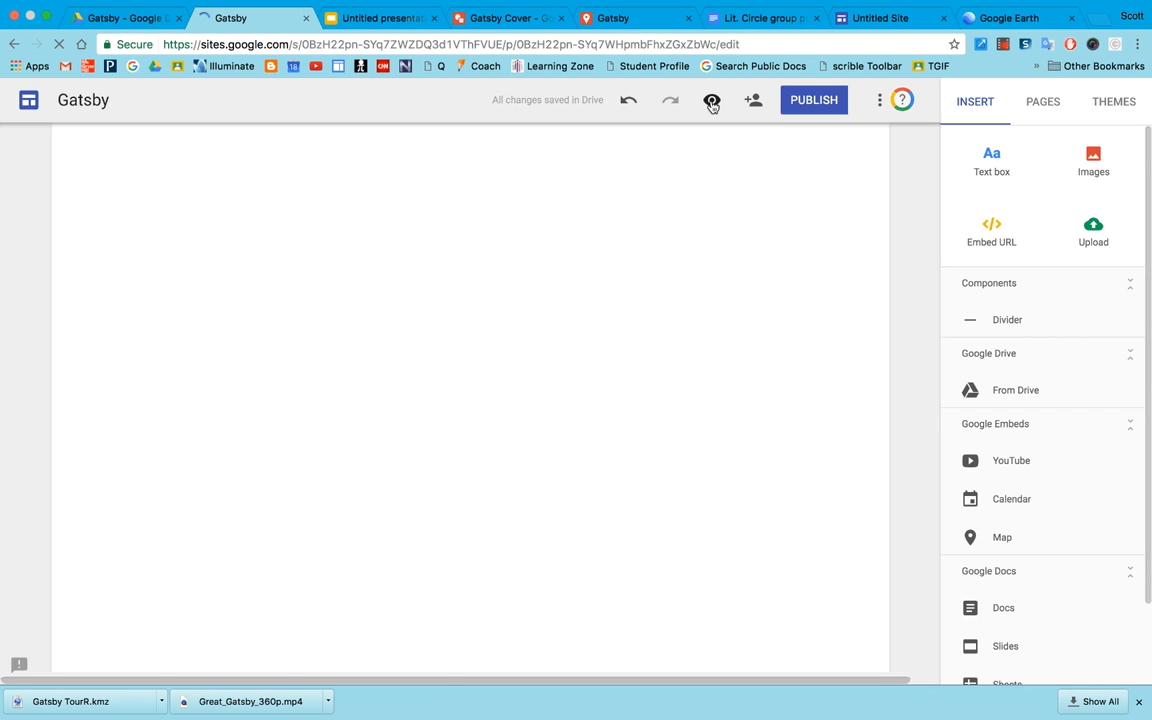 Gatsby - Google D
Gatsby
Untitled presentat
Gatsby Cover - Go
Gatsby
Lit. Circle group p
Untitled Site
Google Earth
Scott
Secure
https://sites.google.com/s/0BzH22pn-SYq7ZWZDQ3d1VThFVUE/p/0BzH22pn-SYq7WHpmbFhxZGxZbWc/edit
Apps
Illuminate
Q
Coach
Learning Zone
Student Profile
Search Public Docs
scrible Toolbar
TGIF
»
Other Bookmarks
Gatsby
All changes saved in Drive
PUBLISH
?
INSERT
PAGES
THEMES
Aa
Text box
Images
Embed URL
Upload
Components
Divider
Google Drive
From Drive
Google Embeds
YouTube
Calendar
Map
Google Docs
Docs
Slides
Sheets
Gatsby TourR.kmz
Great_Gatsby_360p.mp4
Show All